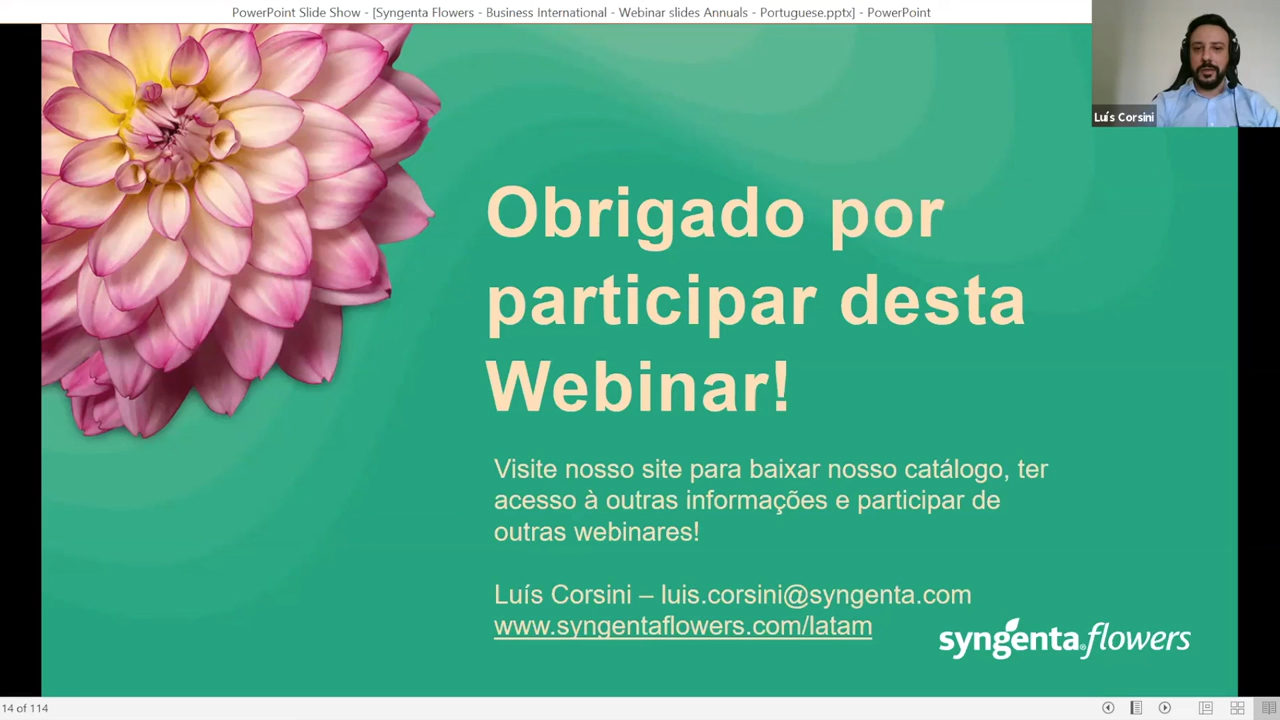 PowerPoint Slide Show - [Syngenta Flowers - Business International - Webinar slides Annuals - Portuguese.pptx] - PowerPoint
Luís Corsini
Obrigado por
participar desta
Webinar!
Visite nosso site para baixar nosso catálogo, ter
acesso à outras informações e participar de
outras webinares!
Luís Corsini – luis.corsini@syngenta.com
www.syngentaflowers.com/latam
syngenta flowers
14 of 114